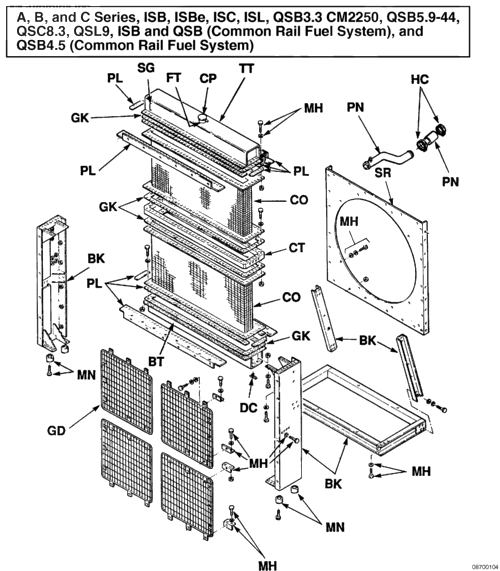 A, B, and C Series, ISB, ISBe, ISC, ISL, QSB3.3 CM2250, QSB5.9-44,
QSC8.3, QSL9, ISB and QSB (Common Rail Fuel System), and
QSB4.5 (Common Rail Fuel System)
SG
FT
CP
TT
PL
GK
MH
HC
PN
PL
PL
SR
PN
CO
GK
MH
BK
CT
PL
CO
GK
BK
BT
MN
DC
GD
MH
BK
MH
MN
MH
08700104